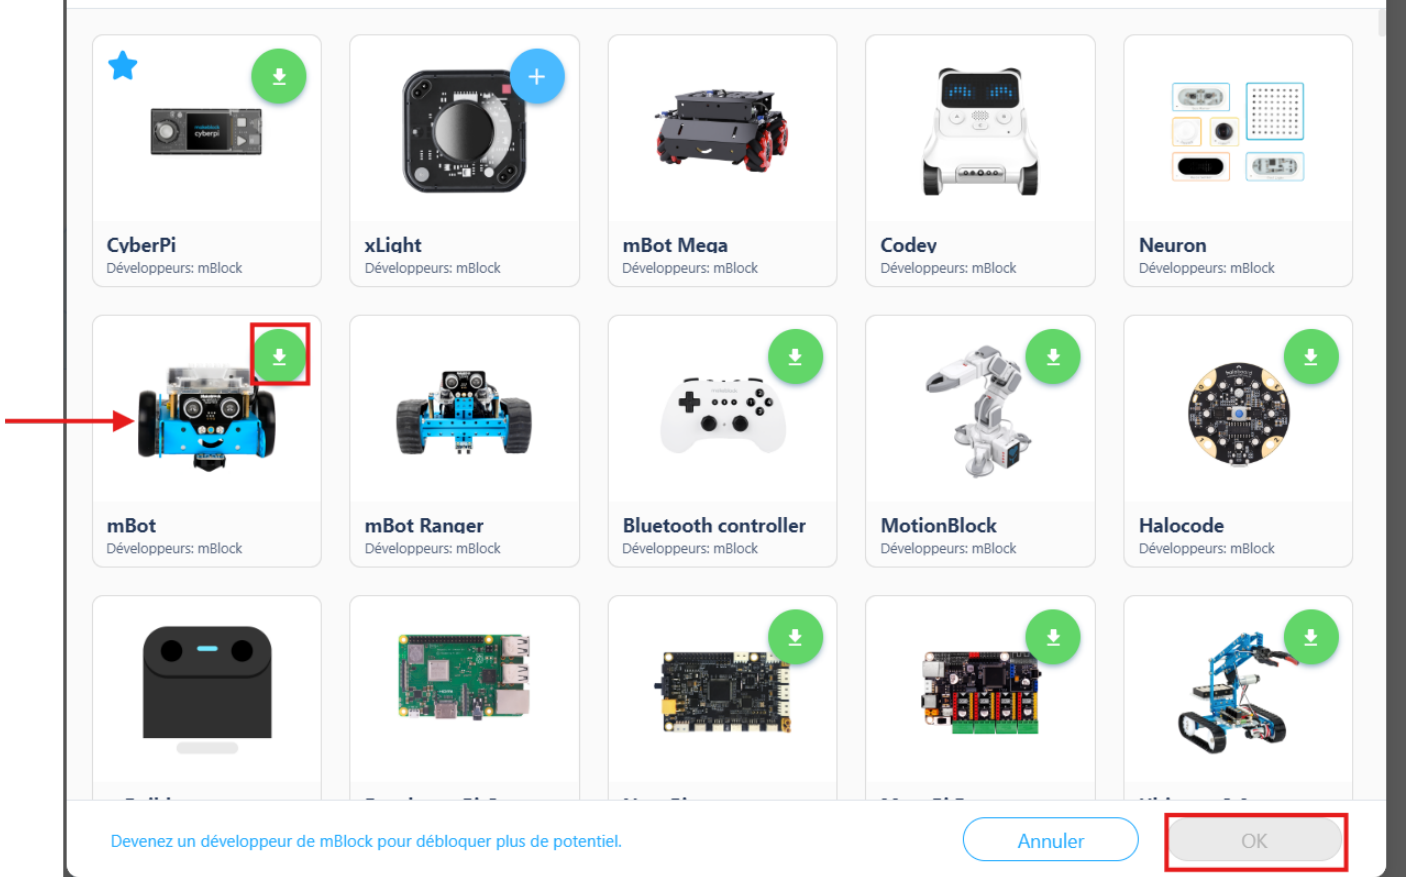 CyberPi
Développeurs: mBlock
xLight
Développeurs: mBlock
mBot Mega
Développeurs: mBlock
Codey
Développeurs: mBlock
Neuron
Développeurs: mBlock
mBot
Développeurs: mBlock
mBot Ranger
Développeurs: mBlock
Bluetooth controller
Développeurs: mBlock
MotionBlock
Développeurs: mBlock
Halocode
Développeurs: mBlock
Devenez un développeur de mBlock pour débloquer plus de potentiel.
Annuler
OK